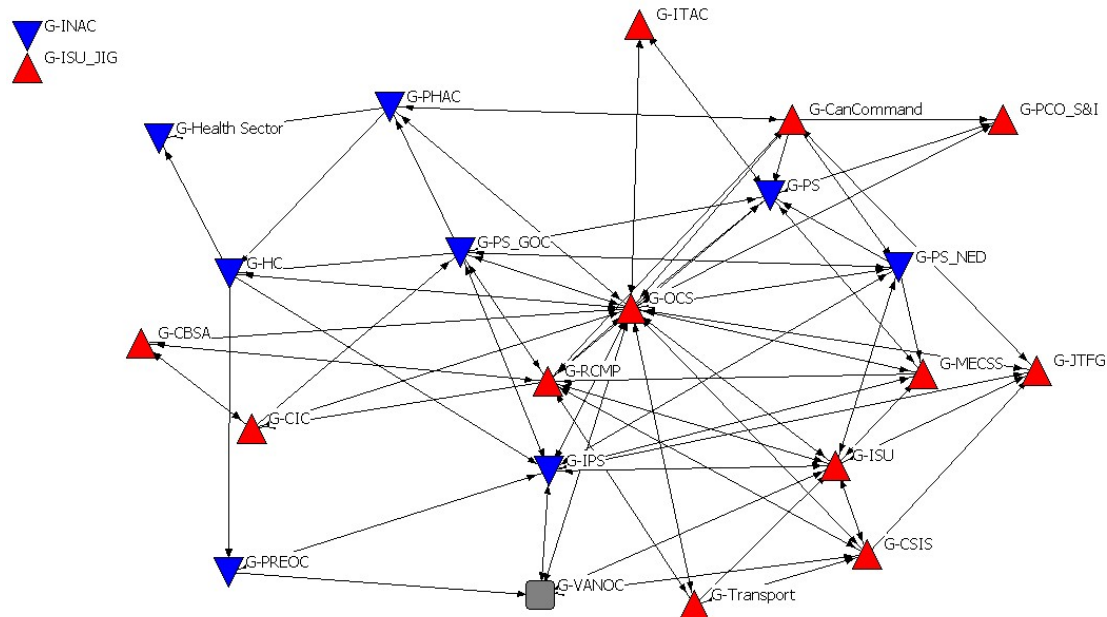 G-INAC
G-ITAC
G-ISU_JIG
G-PHAC
G-CanCommand
G-PCO_S&I
G-Health Sector
G-PS
G-PS_GOC
G-HC
G-PS_NED
G-OCS
G-CBSA
G-RCMP
G-MECSS
G-JTFG
G-CIC
G-IPS
G-ISU
G-CSIS
G-PREOC
G-VANOC
G-Transport